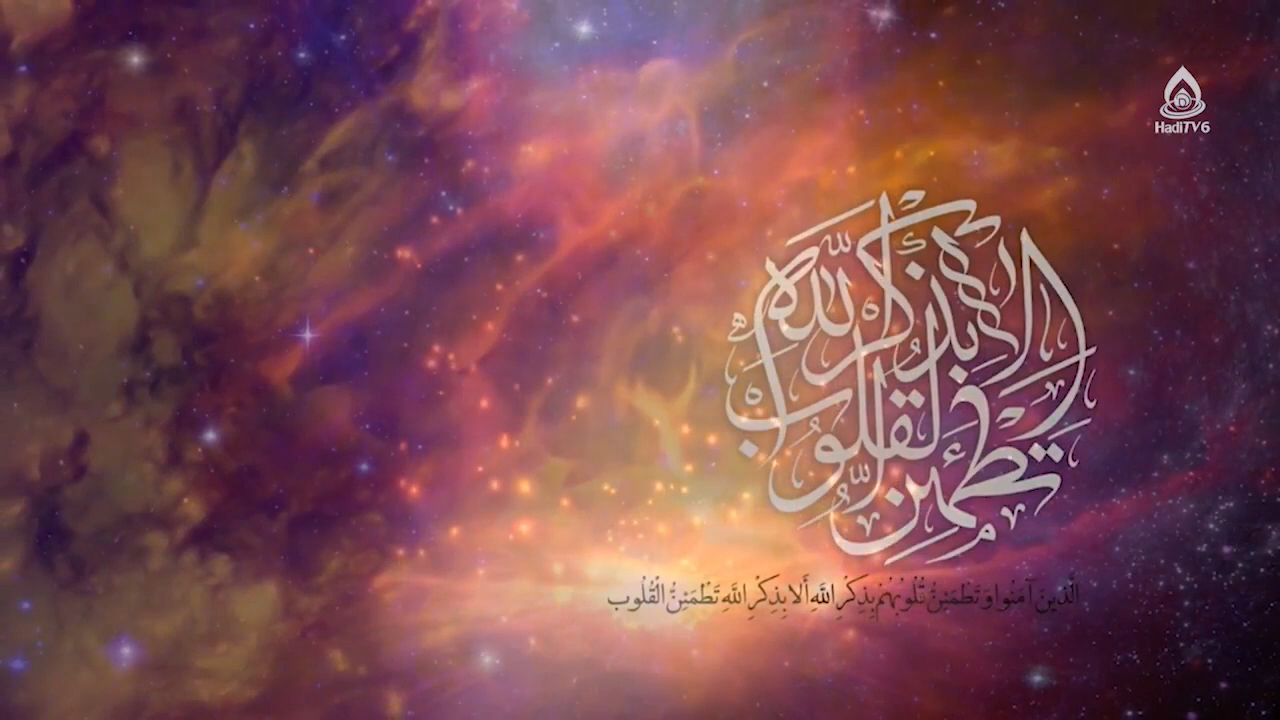 HadiTV6
ألا بذكر الله تطمئن القلوب
الَّذِينَ آمَنُوا وَتَطْمَئِنُّ قُلُوبُهُمْ بِذِكْرِ اللَّهِ أَلَا بِذِكْرِ اللَّهِ تَطْمَئِنُّ الْقُلُوبُ